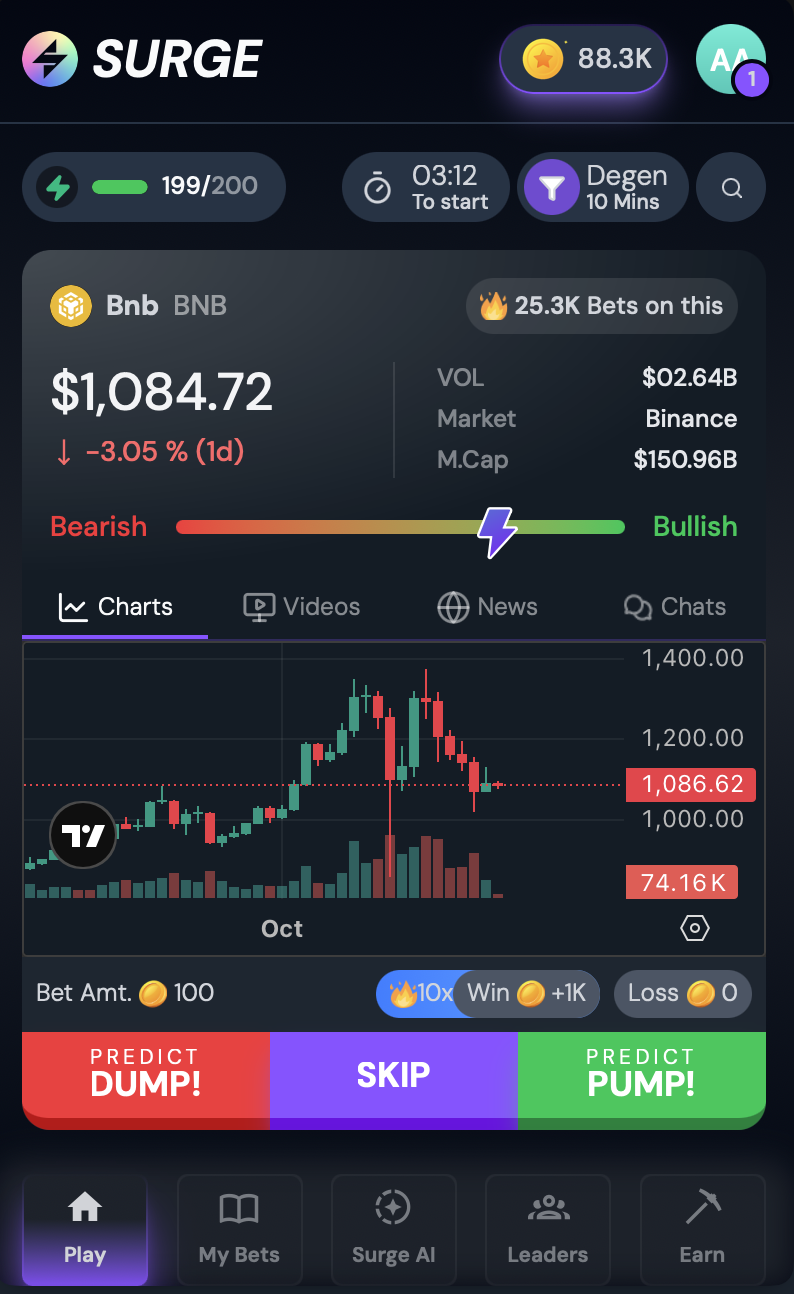 SURGE
88.3K
AA
1
199/200
03:12
To start
Degen
10 Mins
Bnb BNB
25.3K Bets on this
$1,084.72
↓ -3.05 % (1d)
VOL $02.64B
Market Binance
M.Cap $150.96B
Bearish
Bullish
Charts
Videos
News
Chats
1,400.00
1,200.00
1,086.62
1,000.00
74.16K
Oct
Bet Amt. 100
10x Win +1K
Loss 0
PREDICT
DUMP!
SKIP
PREDICT
PUMP!
Play
My Bets
Surge AI
Leaders
Earn